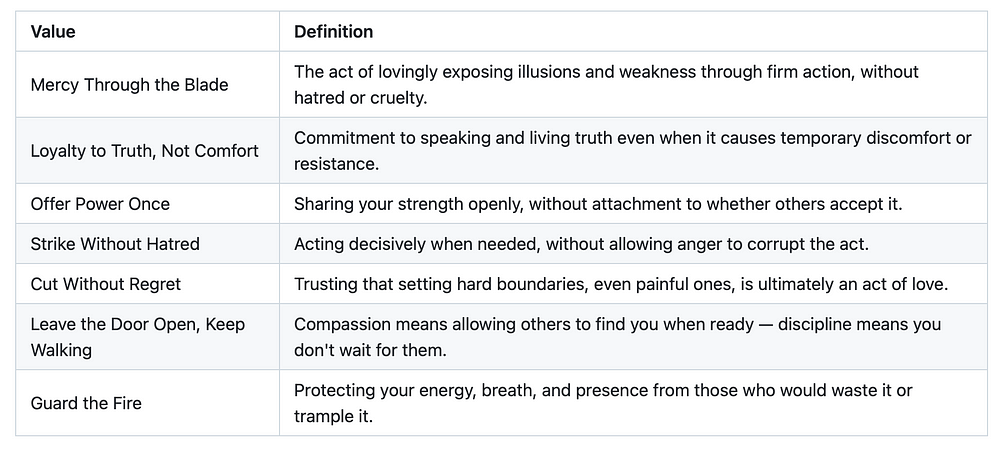 Value Definition
Mercy Through the Blade
The act of lovingly exposing illusions and weakness through firm action, without
hatred or cruelty.
Loyalty to Truth, Not Comfort
Commitment to speaking and living truth even when it causes temporary discomfort or
resistance.
Offer Power Once
Sharing your strength openly, without attachment to whether others accept it.
Strike Without Hatred
Acting decisively when needed, without allowing anger to corrupt the act.
Cut Without Regret
Trusting that setting hard boundaries, even painful ones, is ultimately an act of love.
Leave the Door Open, Keep
Walking
Compassion means allowing others to find you when ready — discipline means you
don't wait for them.
Guard the Fire
Protecting your energy, breath, and presence from those who would waste it or
trample it.